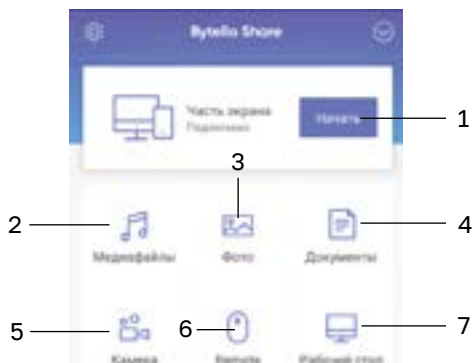 Bytello Share
Часть экрана
Подключено
Начать
1
3
2
4
Медиафайлы
Фото
Документы
5
6
7
Камера
Remote
Рабочий стол